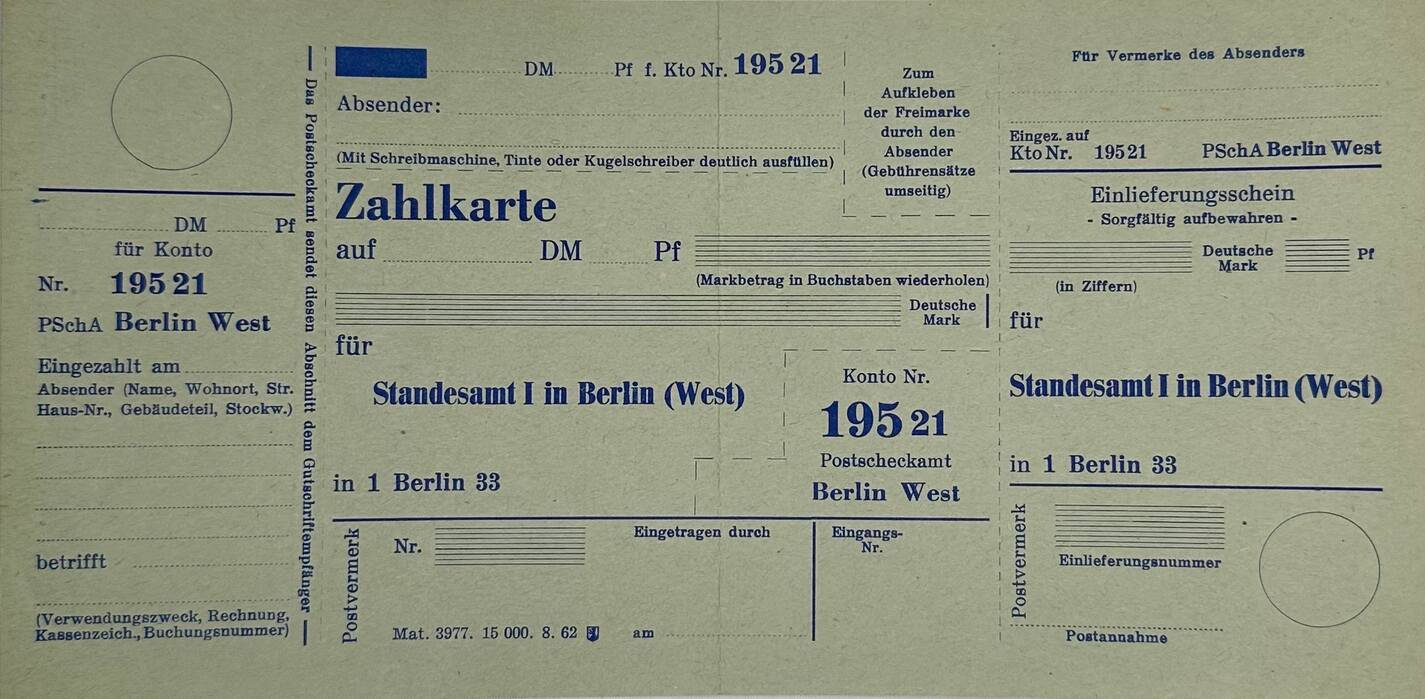 DM Pf
für Konto
Nr. 195 21
PSchA Berlin West
Eingezahlt am
Absender (Name, Wohnort, Str.
Haus-Nr., Gebäudeteil, Stockw.)
betrifft
(Verwendungszweck, Rechnung,
Kassenzeich., Buchungsnummer)
Das Postscheckamt sendet diesen Abschnitt dem Gutschriftempfänger
DM Pf f. Kto Nr. 195 21
Absender:
(Mit Schreibmaschine, Tinte oder Kugelschreiber deutlich ausfüllen)
Zum
Aufkleben
der Freimarke
durch den
Absender
(Gebührensätze
umseitig)
Zahlkarte
auf DM Pf
(Markbetrag in Buchstaben wiederholen)
Deutsche
Mark
für
Standesamt I in Berlin (West)
in 1 Berlin 33
Konto Nr.
195 21
Postscheckamt
Berlin West
Postvermerk
Nr.
Eingetragen durch
Eingangs-
Nr.
Mat. 3977. 15 000. 8. 62 am
Für Vermerke des Absenders
Eingez. auf
Kto Nr. 195 21 PSchA Berlin West
Einlieferungsschein
- Sorgfältig aufbewahren -
Deutsche
Mark
Pf
(in Ziffern)
für
Standesamt I in Berlin (West)
in 1 Berlin 33
Postvermerk
Einlieferungsnummer
Postannahme